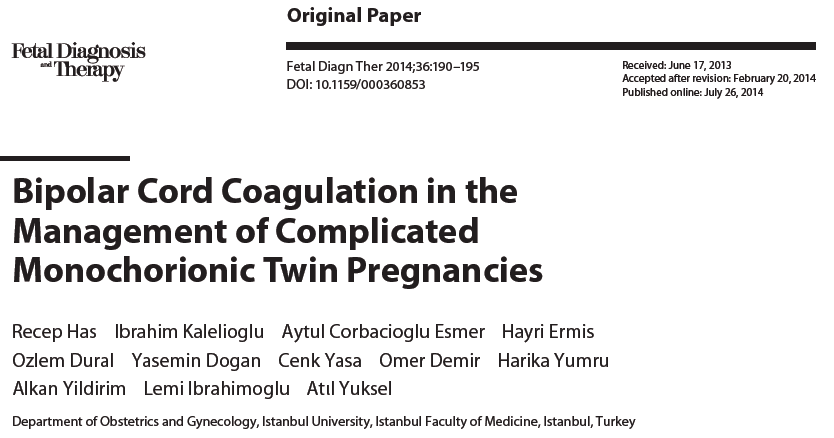 Original Paper
Fetal Diagnosis
and Therapy
Fetal Diagn Ther 2014;36:190–195
DOI: 10.1159/000360853
Received: June 17, 2013
Accepted after revision: February 20, 2014
Published online: July 26, 2014
Bipolar Cord Coagulation in the
Management of Complicated
Monochorionic Twin Pregnancies
Recep Has Ibrahim Kalelioglu Aytul Corbacioglu Esmer Hayri Ermis
Ozlem Dural Yasemin Dogan Cenk Yasa Omer Demir Harika Yumru
Alkan Yildirim Lemi Ibrahimoglu Atıl Yuksel
Department of Obstetrics and Gynecology, Istanbul University, Istanbul Faculty of Medicine, Istanbul, Turkey